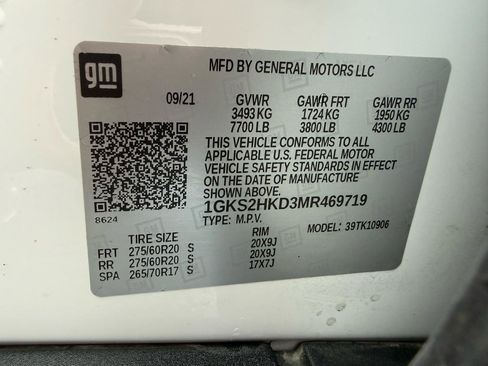 gm
MFD BY GENERAL MOTORS LLC
09/21 GVWR GAWR FRT GAWR RR
3493 KG 1724 KG 1950 KG
7700 LB 3800 LB 4300 LB
THIS VEHICLE CONFORMS TO ALL
APPLICABLE U.S. FEDERAL MOTOR
VEHICLE SAFETY STANDARDS IN
EFFECT ON THE DATE OF MANUFACTURE
SHOWN ABOVE.
8624 1GKS2HKD3MR469719
TYPE: M.P.V. MODEL: 39TK10906
TIRE SIZE RIM
FRT 275/60R20 S 20X9J
RR 275/60R20 S 20X9J
SPA 265/70R17 S 17X7J